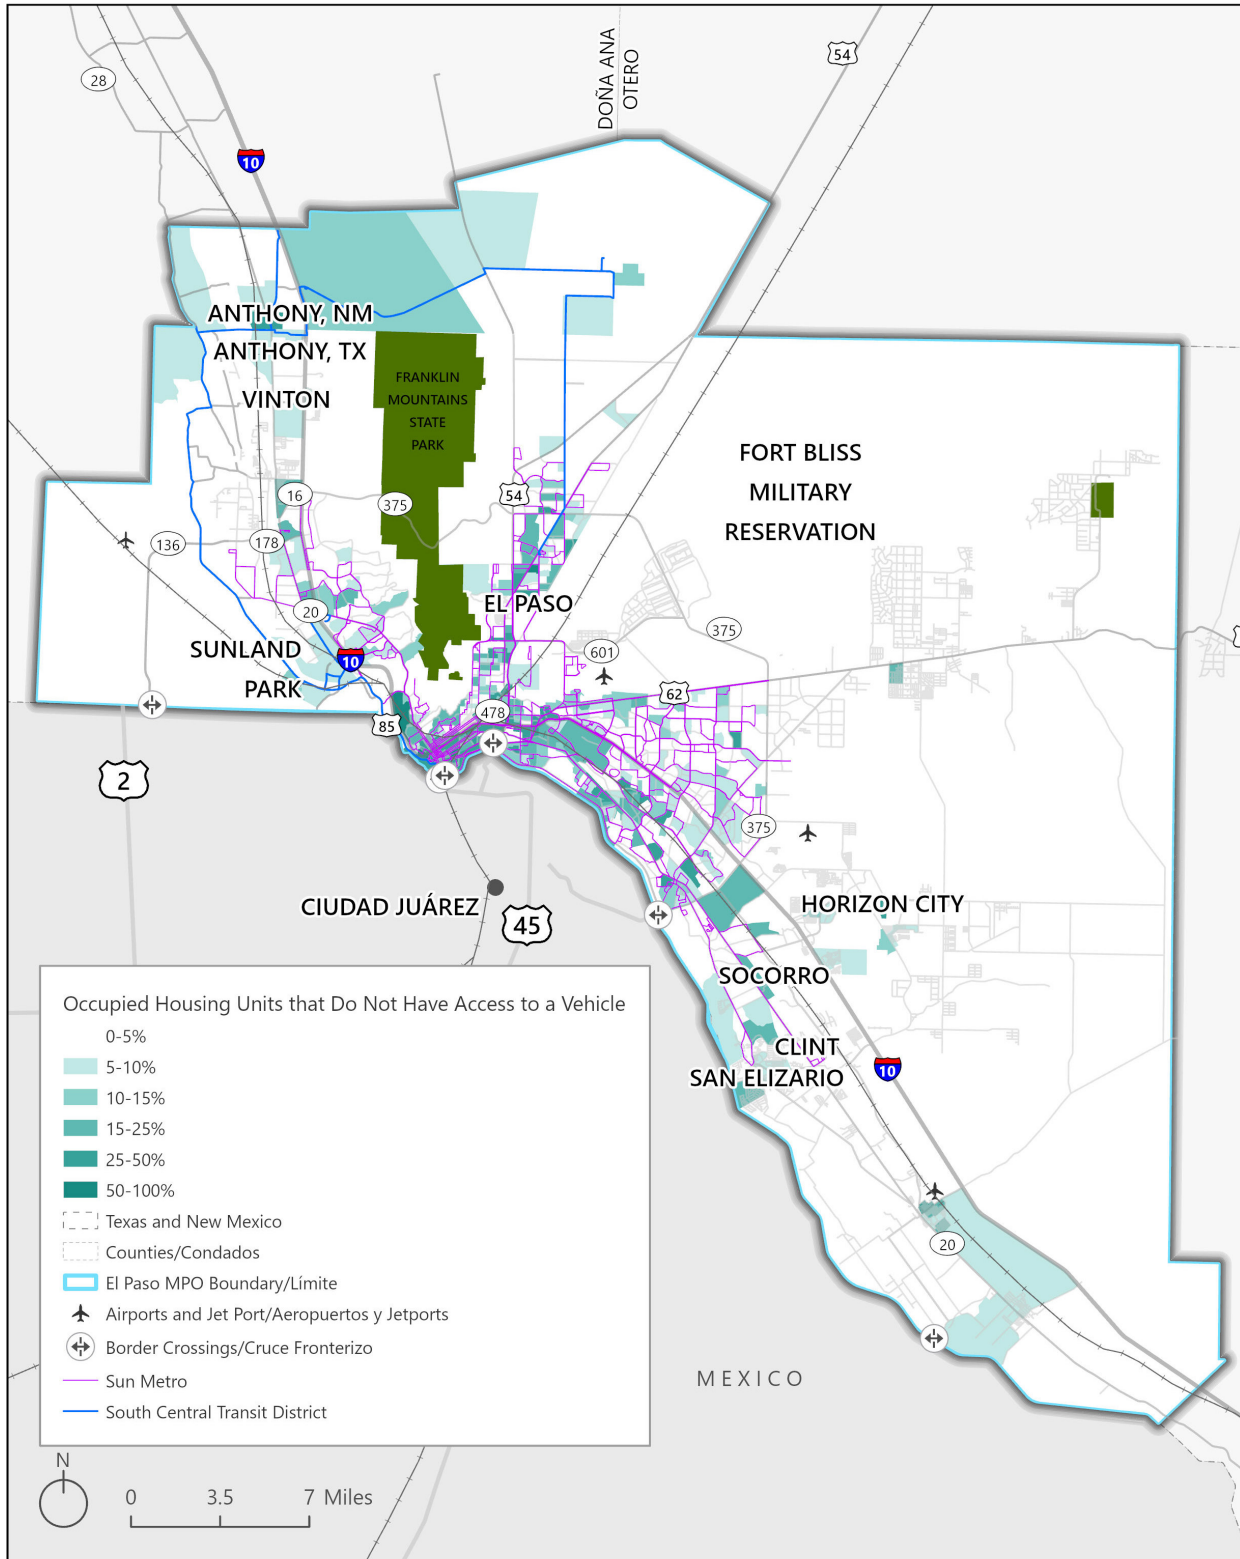 DOÑA ANA
OTERO
54
28
10
ANTHONY, NM
ANTHONY, TX
VINTON
FRANKLIN
MOUNTAINS
STATE
PARK
FORT BLISS
MILITARY
RESERVATION
16
54
375
136
178
EL PASO
20
375
SUNLAND
PARK
10
601
62
85
478
2
375
CIUDAD JUÁREZ
45
HORIZON CITY
SOCORRO
CLINT
SAN ELIZARIO
10
20
MEXICO
Occupied Housing Units that Do Not Have Access to a Vehicle
0-5%
5-10%
10-15%
15-25%
25-50%
50-100%
Texas and New Mexico
Counties/Condados
El Paso MPO Boundary/Límite
Airports and Jet Port/Aeropuertos y Jetports
Border Crossings/Cruce Fronterizo
Sun Metro
South Central Transit District
N
0 3.5 7 Miles